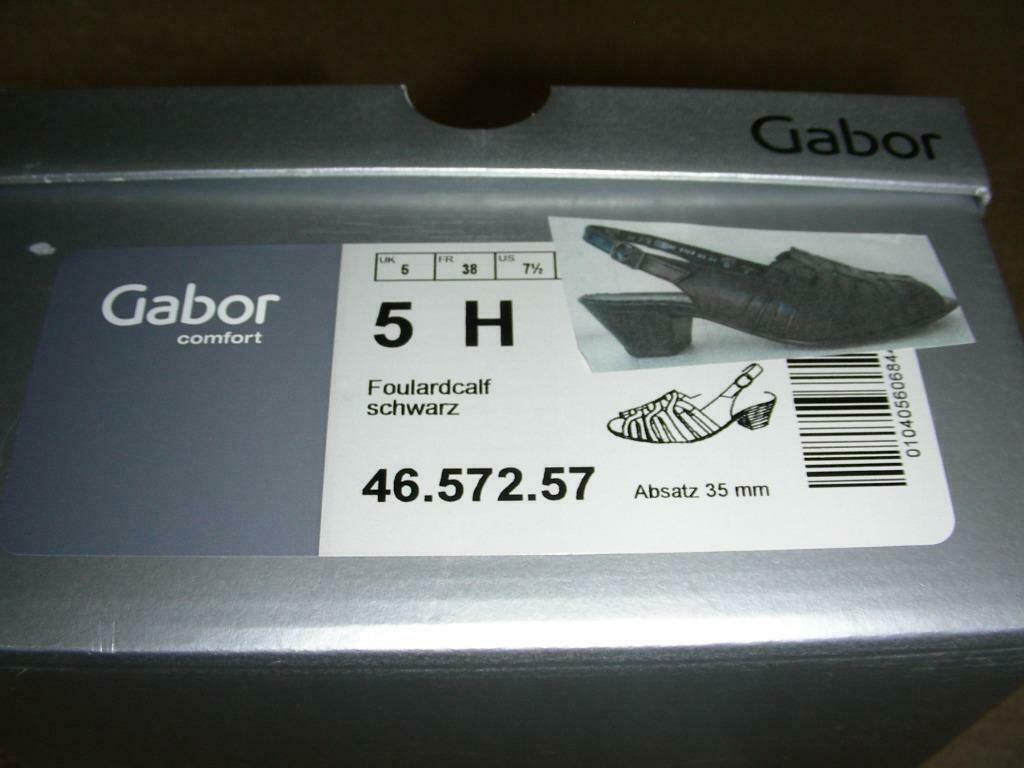 Gabor
Gabor
comfort
UK 5 FR 38 US 7½
5 H
Foulardcalf
schwarz
46.572.57
Absatz 35 mm
010405606844